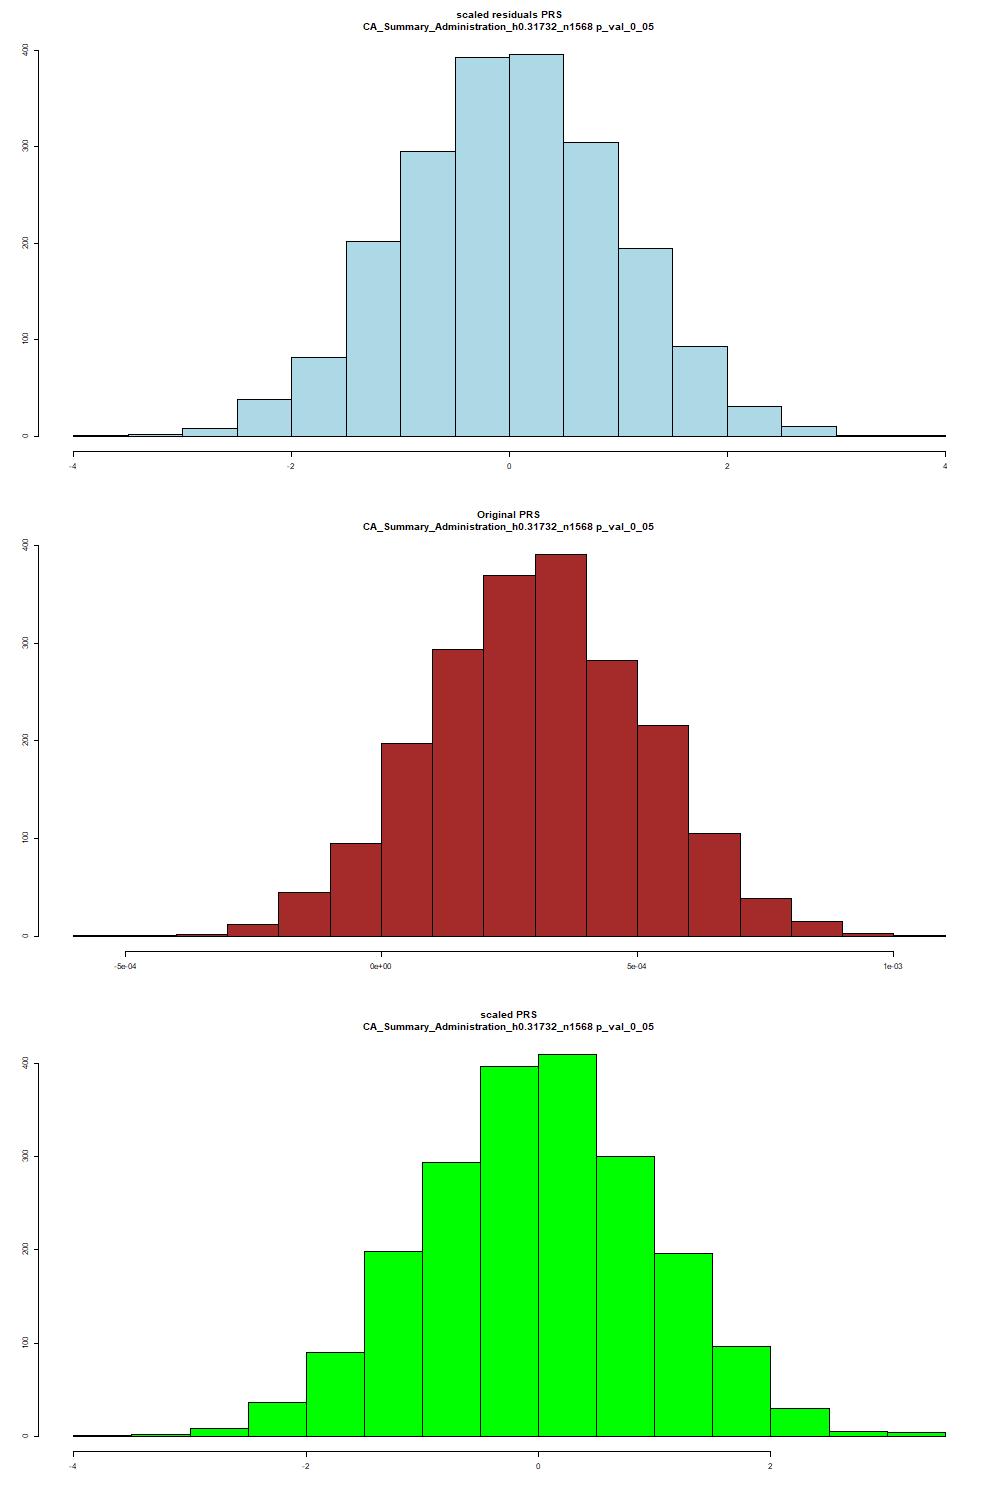 scaled residuals PRS
CA_Summary_Administration_h0.31732_n1568 p_val_0_05
400
300
200
100
0
-4 -2 0 2 4
Original PRS
CA_Summary_Administration_h0.31732_n1568 p_val_0_05
400
300
200
100
0
-5e-04 0e+00 5e-04 1e-03
scaled PRS
CA_Summary_Administration_h0.31732_n1568 p_val_0_05
400
300
200
100
0
-4 -2 0 2